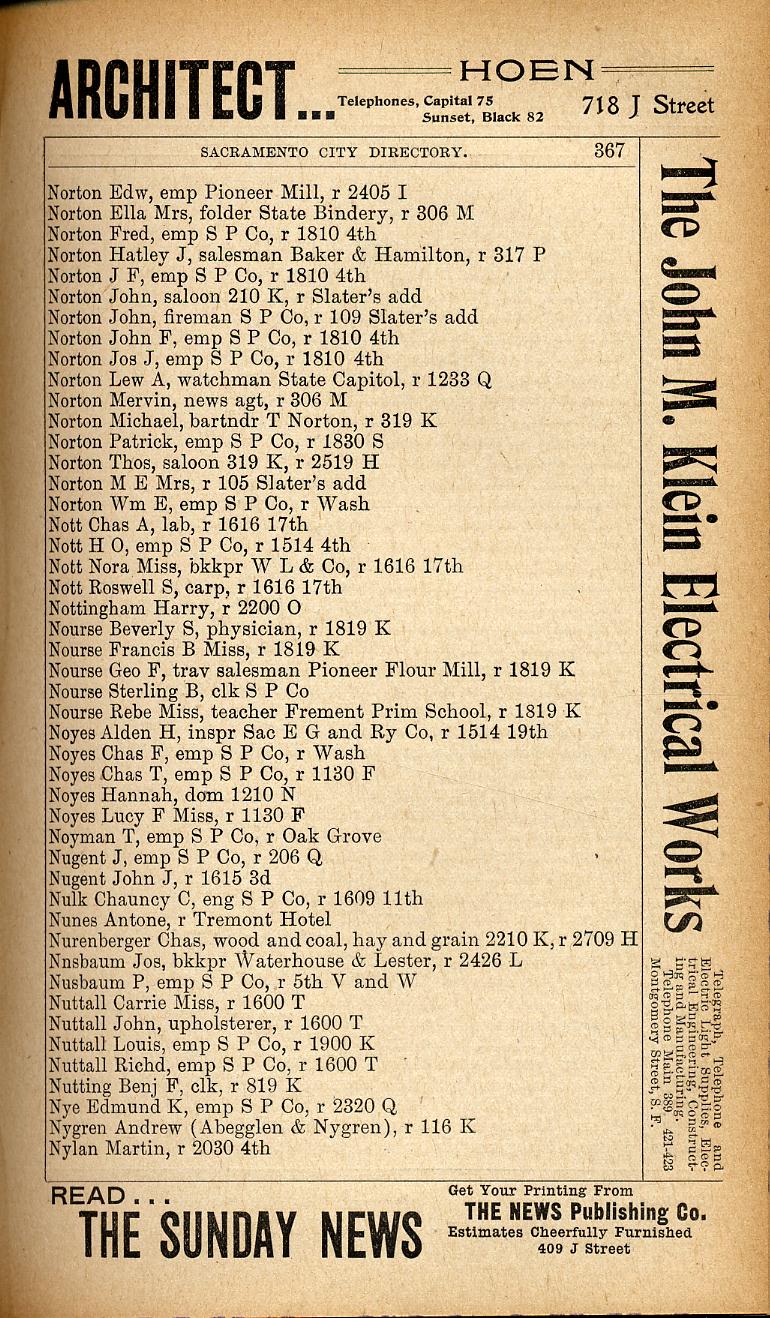 ARCHITECT... HOEN
Telephones, Capital 75
Sunset, Black 82
718 J Street
SACRAMENTO CITY DIRECTORY. 367
Norton Edw, emp Pioneer Mill, r 2405 I
Norton Ella Mrs, folder State Bindery, r 306 M
Norton Fred, emp S P Co, r 1810 4th
Norton Hatley J, salesman Baker & Hamilton, r 317 P
Norton J F, emp S P Co, r 1810 4th
Norton John, saloon 210 K, r Slater's add
Norton John, fireman S P Co, r 109 Slater's add
Norton John F, emp S P Co, r 1810 4th
Norton Jos J, emp S P Co, r 1810 4th
Norton Lew A, watchman State Capitol, r 1233 Q
Norton Mervin, news agt, r 306 M
Norton Michael, bartndr T Norton, r 319 K
Norton Patrick, emp S P Co, r 1830 S
Norton Thos, saloon 319 K, r 2519 H
Norton M E Mrs, r 105 Slater's add
Norton Wm E, emp S P Co, r Wash
Nott Chas A, lab, r 1616 17th
Nott H O, emp S P Co, r 1514 4th
Nott Nora Miss, bkkpr W L & Co, r 1616 17th
Nott Roswell S, carp, r 1616 17th
Nottingham Harry, r 2200 O
Nourse Beverly S, physician, r 1819 K
Nourse Francis B Miss, r 1819 K
Nourse Geo F, trav salesman Pioneer Flour Mill, r 1819 K
Nourse Sterling B, clk S P Co
Nourse Rebe Miss, teacher Frement Prim School, r 1819 K
Noyes Alden H, inspr Sac E G and Ry Co, r 1514 19th
Noyes Chas F, emp S P Co, r Wash
Noyes Chas T, emp S P Co, r 1130 F
Noyes Hannah, dom 1210 N
Noyes Lucy F Miss, r 1130 F
Noyman T, emp S P Co, r Oak Grove
Nugent J, emp S P Co, r 206 Q
Nugent John J, r 1615 3d
Nulk Chauncy C, eng S P Co, r 1609 11th
Nunes Antone, r Tremont Hotel
Nurenberger Chas, wood and coal, hay and grain 2210 K, r 2709 H
Nnsbaum Jos, bkkpr Waterhouse & Lester, r 2426 L
Nusbaum P, emp S P Co, r 5th V and W
Nuttall Carrie Miss, r 1600 T
Nuttall John, upholsterer, r 1600 T
Nuttall Louis, emp S P Co, r 1900 K
Nuttall Richd, emp S P Co, r 1600 T
Nutting Benj F, clk, r 819 K
Nye Edmund K, emp S P Co, r 2320 Q
Nygren Andrew (Abegglen & Nygren), r 116 K
Nylan Martin, r 2030 4th
The John M. Klein Electrical Works
Telegraph, Telephone and
Electric Light Supplies, Elec-
trical Engineering, Construct-
ing and Manufacturing.
Telephone Main 389 421-423
Montgomery Street, S. F.
READ...
THE SUNDAY NEWS
Get Your Printing From
THE NEWS Publishing Co.
Estimates Cheerfully Furnished
409 J Street